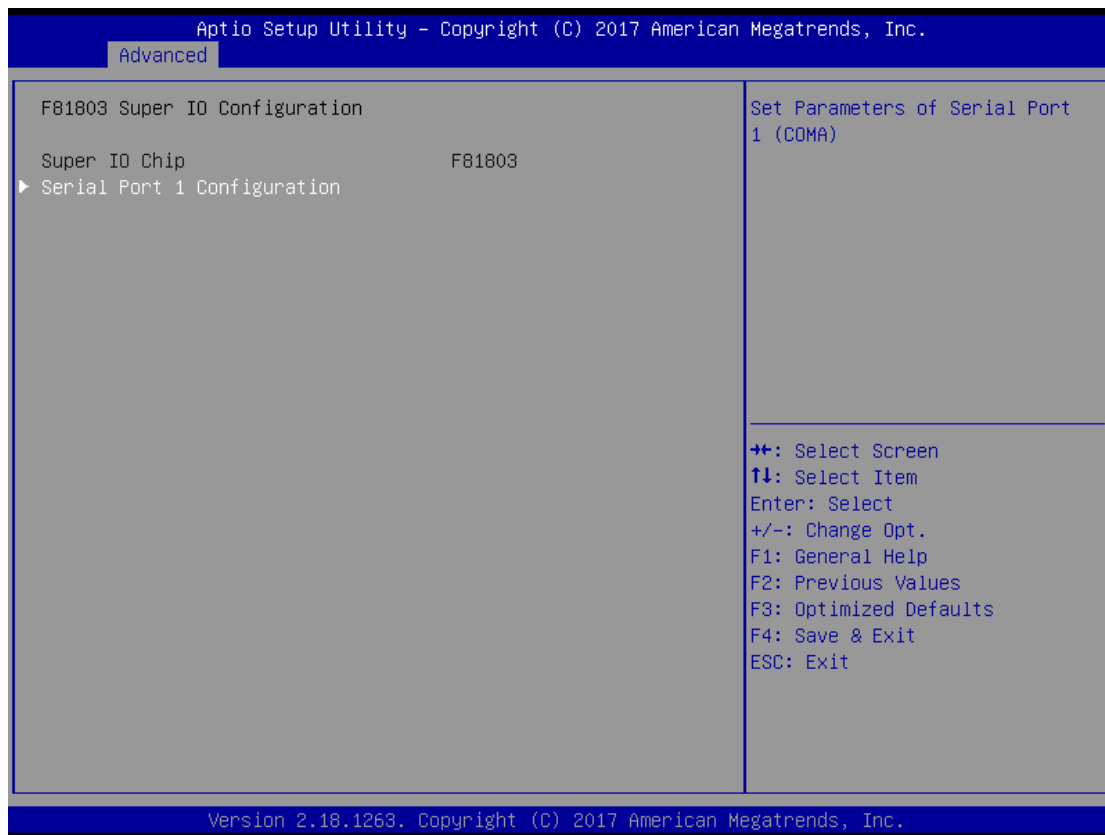 Aptio Setup Utility – Copyright (C) 2017 American Megatrends, Inc.
Advanced
F81803 Super IO Configuration
Super IO Chip F81803
▶ Serial Port 1 Configuration
Set Parameters of Serial Port
1 (COMA)
→←: Select Screen
↑↓: Select Item
Enter: Select
+/-: Change Opt.
F1: General Help
F2: Previous Values
F3: Optimized Defaults
F4: Save & Exit
ESC: Exit
Version 2.18.1263. Copyright (C) 2017 American Megatrends, Inc.